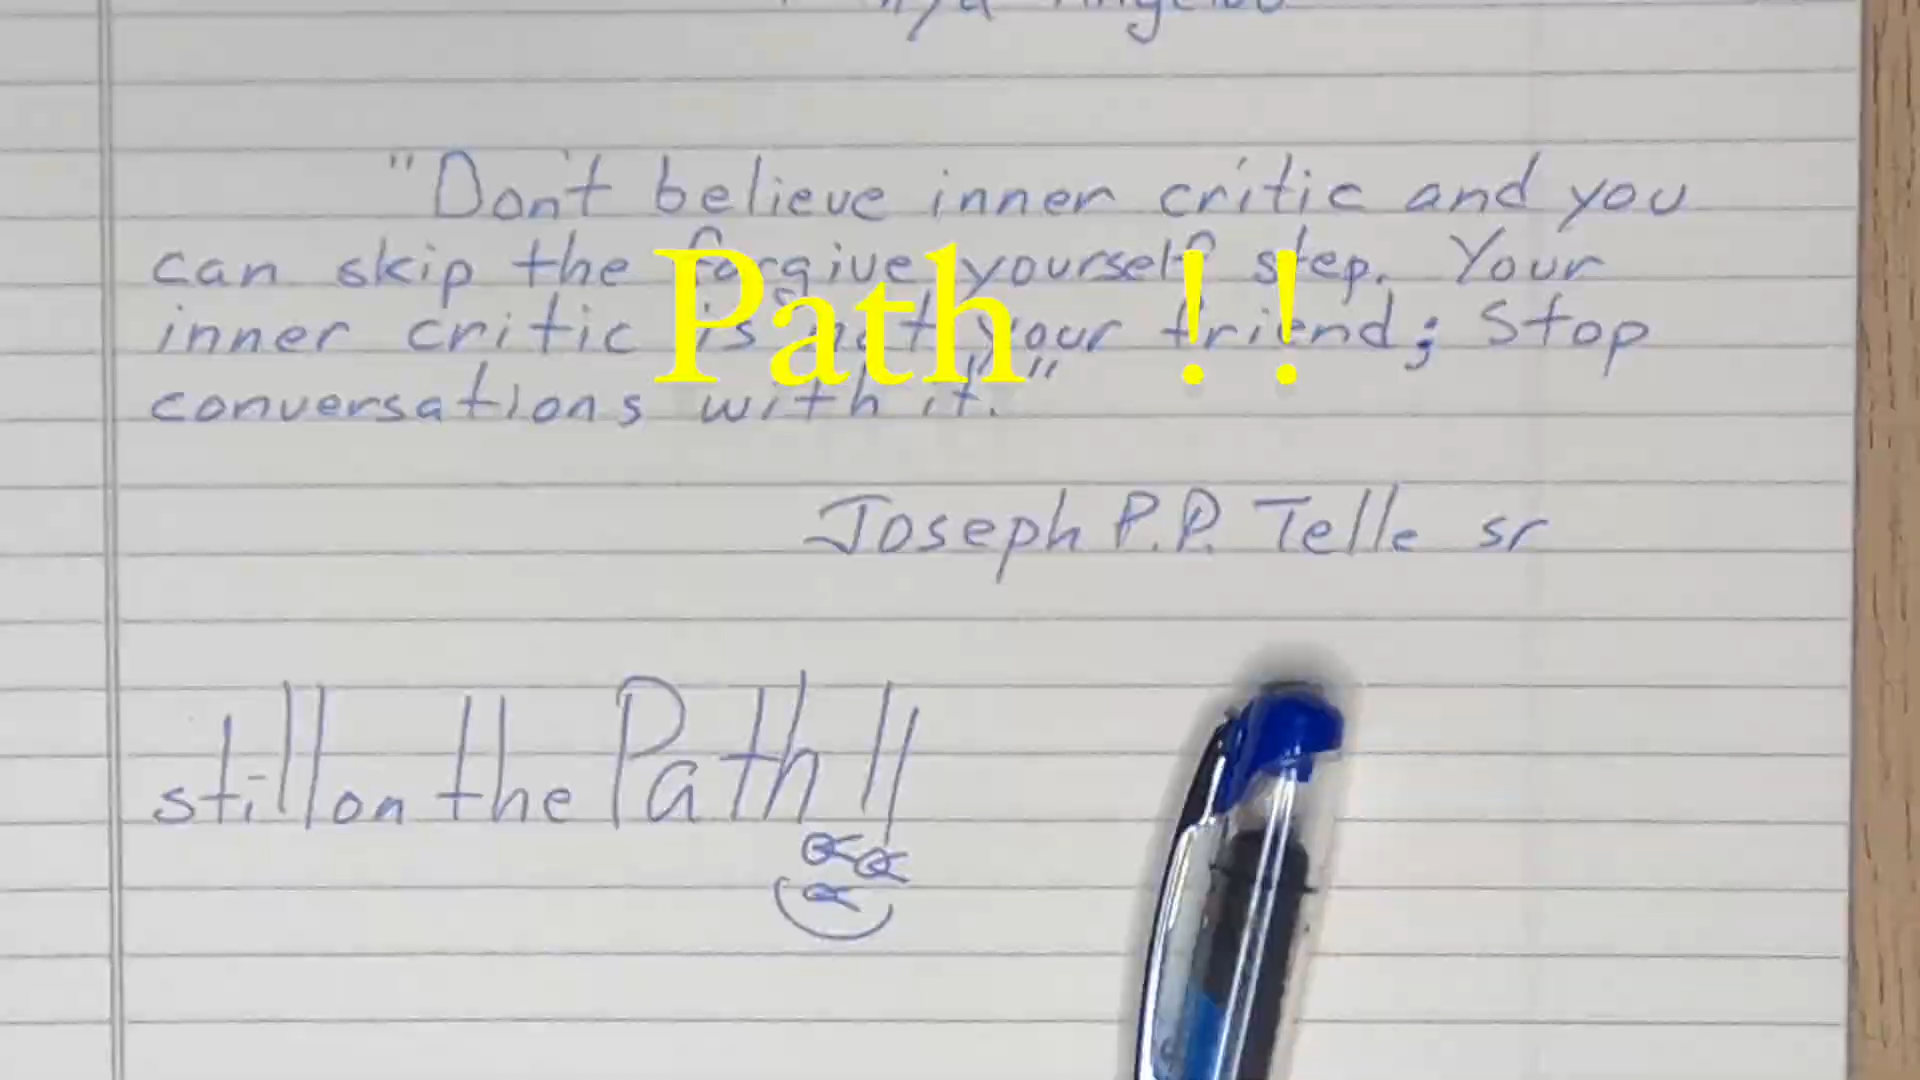 "Don't believe inner critic and you
can skip the forgive yourself step. Your
inner critic is not your friend; Stop
conversations with it."
Path !!
Joseph P.P. Telle sr
still on the Path !!